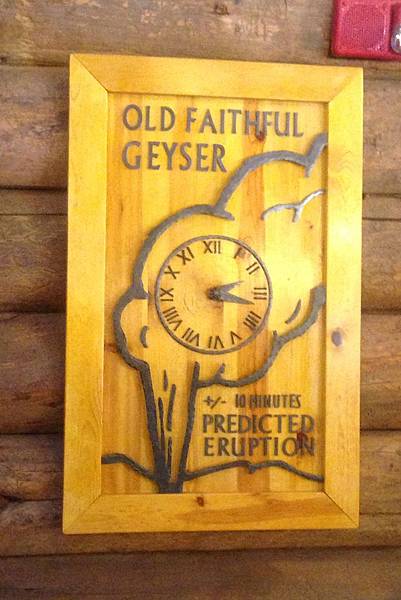 OLD FAITHFUL
GEYSER
XII
I
II
III
IIII
V
VI
VII
VIII
IX
X
XI
+/- 10 MINUTES
PREDICTED
ERUPTION